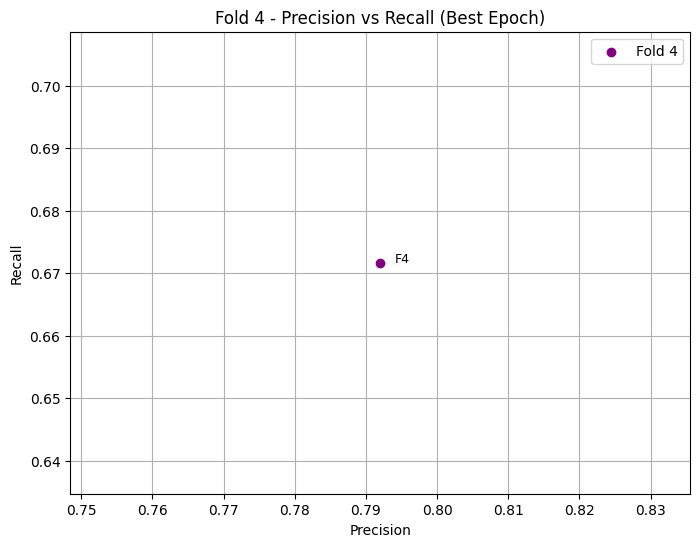 Fold 4 - Precision vs Recall (Best Epoch)
Fold 4
0.70
0.69
0.68
0.67
0.66
0.65
0.64
Recall
F4
0.75 0.76 0.77 0.78 0.79 0.80 0.81 0.82 0.83
Precision